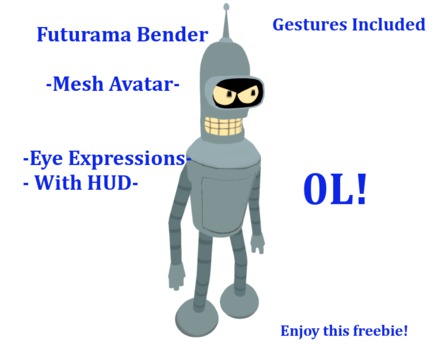 Futurama Bender
Gestures Included
-Mesh Avatar-
-Eye Expressions-
- With HUD-
0L!
Enjoy this freebie!